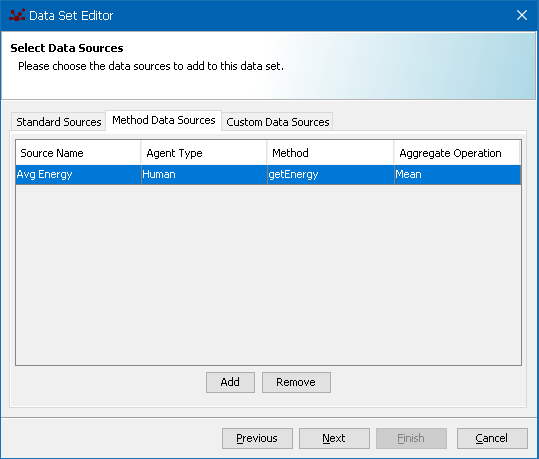 Data Set Editor
Select Data Sources
Please choose the data sources to add to this data set.
Standard Sources Method Data Sources Custom Data Sources
Source Name Agent Type Method Aggregate Operation
Avg Energy Human getEnergy Mean
Add Remove
Previous Next Finish Cancel